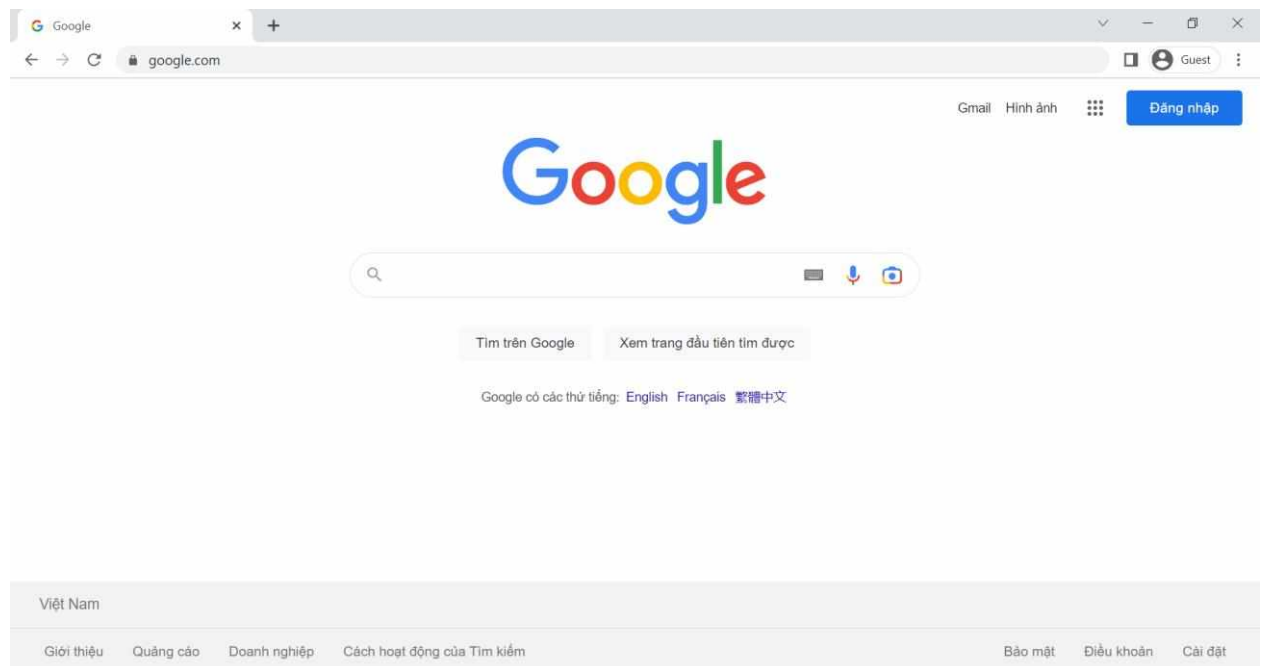 Google
google.com
Guest
Gmail Hình ảnh Đăng nhập
Google
Tìm trên Google Xem trang đầu tiên tìm được
Google có các thứ tiếng: English Français 繁體中文
Việt Nam
Giới thiệu Quảng cáo Doanh nghiệp Cách hoạt động của Tìm kiếm Bảo mật Điều khoản Cài đặt